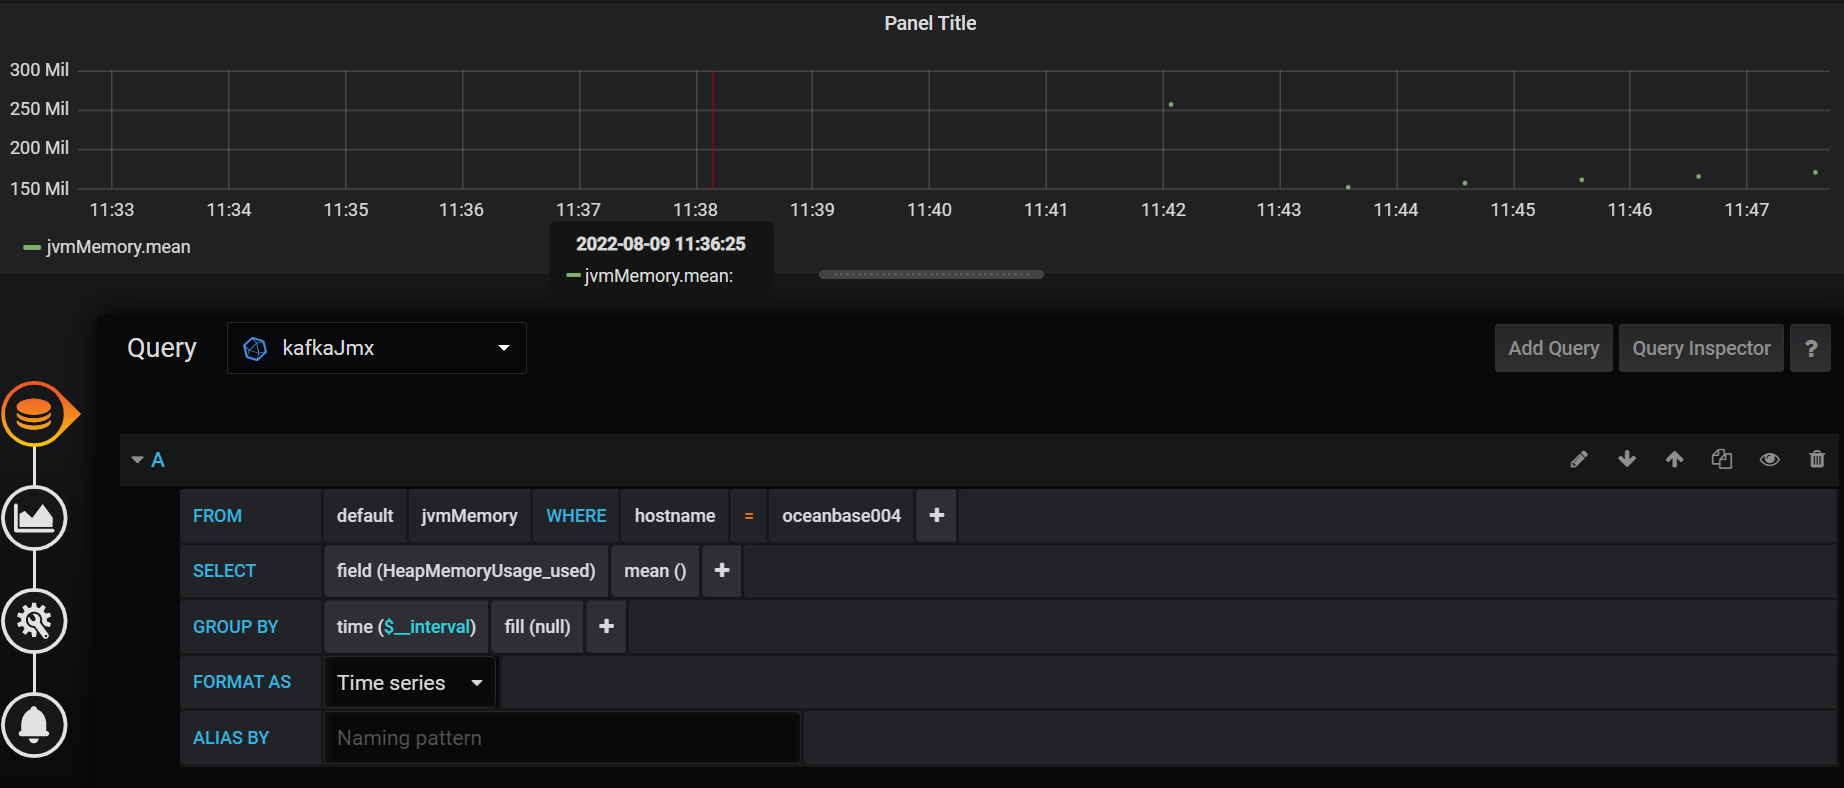 Panel Title
300 Mil
250 Mil
200 Mil
150 Mil
11:33 11:34 11:35 11:36 11:37 11:38 11:39 11:40 11:41 11:42 11:43 11:44 11:45 11:46 11:47
jvmMemory.mean
2022-08-09 11:36:25
jvmMemory.mean:
Query kafkaJmx Add Query Query Inspector ?
A
FROM default jvmMemory WHERE hostname = oceanbase004 +
SELECT field (HeapMemoryUsage_used) mean () +
GROUP BY time ($__interval) fill (null) +
FORMAT AS Time series
ALIAS BY Naming pattern